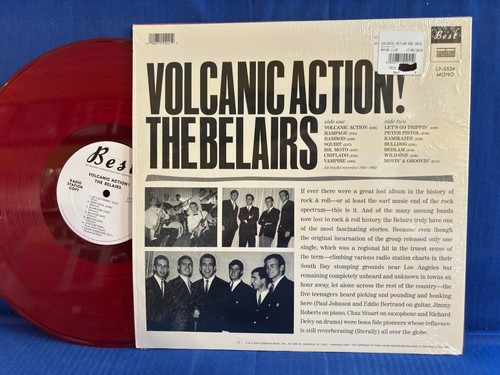 Best
VOLCANIC ACTION!
THE BELAIRS
RADIO
STATION
COPY
Best
LP-5524
MONO
VOLCANIC ACTION!
THE BELAIRS
side one
VOLCANIC ACTION
RAMPAGE
RAMROD
SQUIRT
MR. MOTO
CHIFLADO
VAMPIRE
side two
LET'S GO TRIPPIN'
PETER PISTOL
KAMIKAZEE
BULLDOG
BEDLAM
WILD ONE
MOVIN' & GROOVIN'
all tracks recorded 1961-1962
If ever there were a great lost album in the history
of rock & roll—or at least the surf music end of the rock
spectrum—this is it. And of the many unsung bands
now lost to rock & roll history, the Belairs truly have one
of the most fascinating stories. Because even though
the original incarnation of the group released only one
single, which was a regional hit in the truest sense of
the term—climbing various radio station charts in their
South Bay stomping grounds near Los Angeles but
remaining completely unheard and unknown in towns an
hour away, let alone across the rest of the country—the
five teenagers heard picking and pounding and honking
here (Paul Johnson and Eddie Bertrand on guitar, Jimmy
Roberts on piano, Chaz Stuart on saxophone and Richard
Delvy on drums) were bona fide pioneers whose influence
is still reverberating (literally) all over the globe.